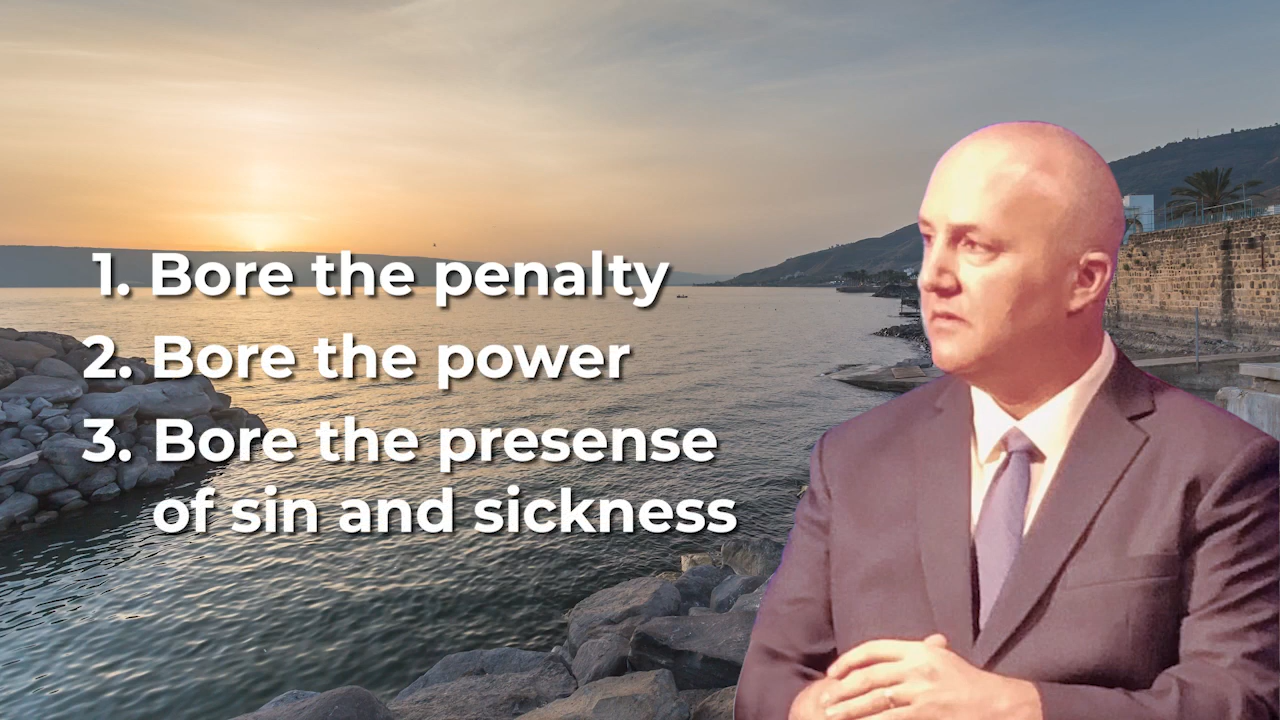 1. Bore the penalty
2. Bore the power
3. Bore the presense
of sin and sickness